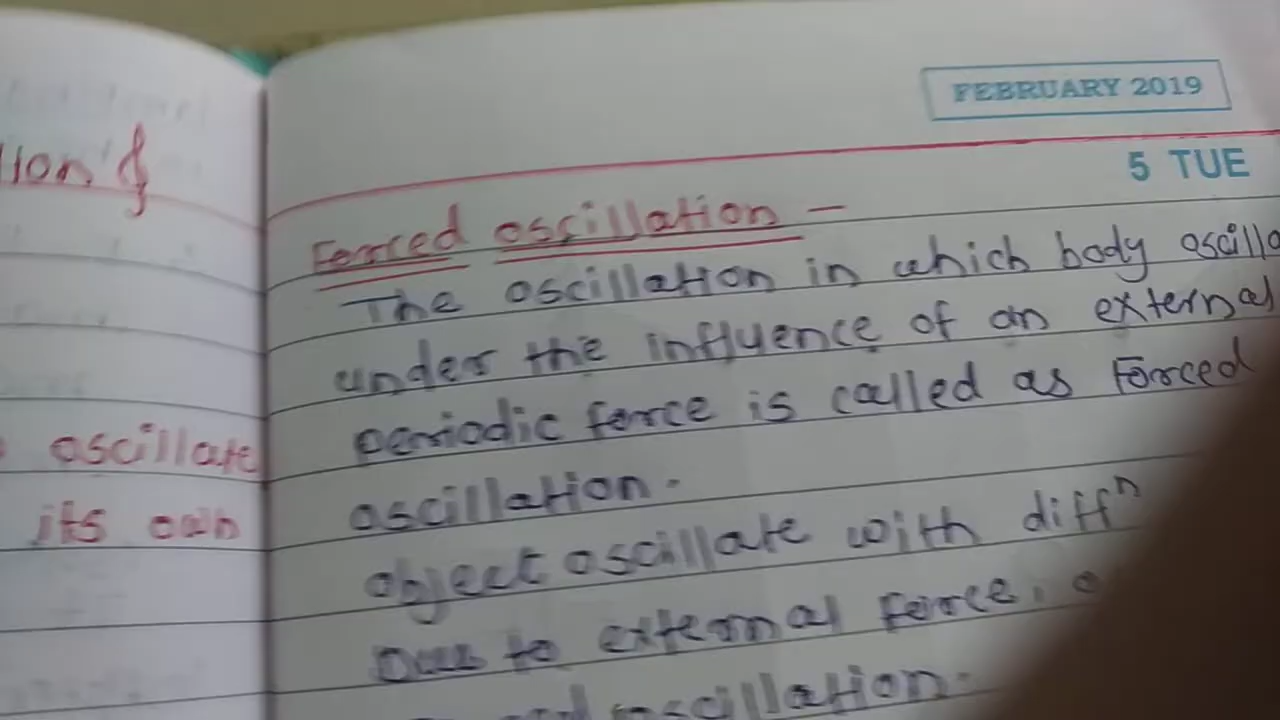 FEBRUARY 2019
5 TUE
oscillate
its own
Forced oscillation —
The oscillation in which body oscilla
under the influence of an external
periodic force is called as Forced
oscillation.
object oscillate with diffⁿ
Due to external force,
oscillation.